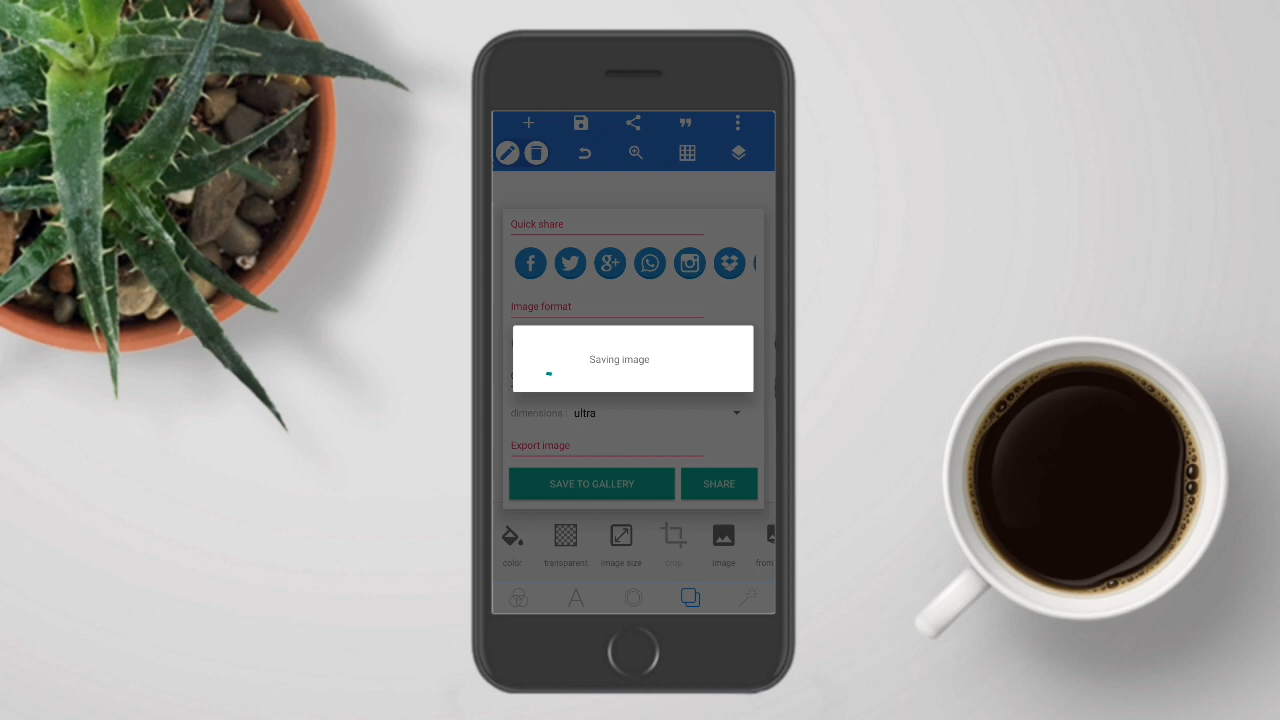 Quick share
Image format
Saving image
dimensions : ultra
Export image
SAVE TO GALLERY SHARE
color transparent image size crop image from